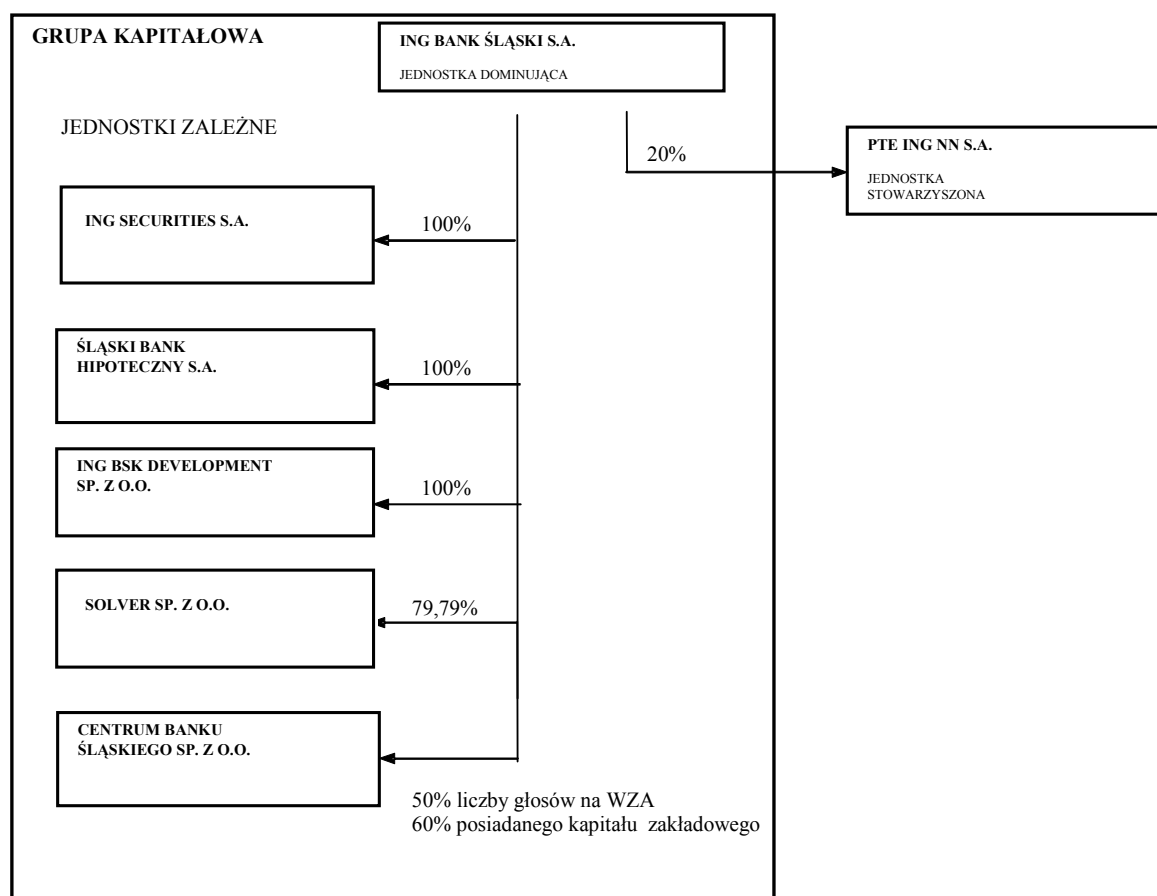 GRUPA KAPITAŁOWA
ING BANK ŚLĄSKI S.A.
JEDNOSTKA DOMINUJĄCA
JEDNOSTKI ZALEŻNE
20%
PTE ING NN S.A.
JEDNOSTKA
STOWARZYSZONA
ING SECURITIES S.A.
100%
ŚLĄSKI BANK
HIPOTECZNY S.A.
100%
ING BSK DEVELOPMENT
SP. Z O.O.
100%
SOLVER SP. Z O.O.
79,79%
CENTRUM BANKU
ŚLĄSKIEGO SP. Z O.O.
50% liczby głosów na WZA
60% posiadanego kapitału zakładowego